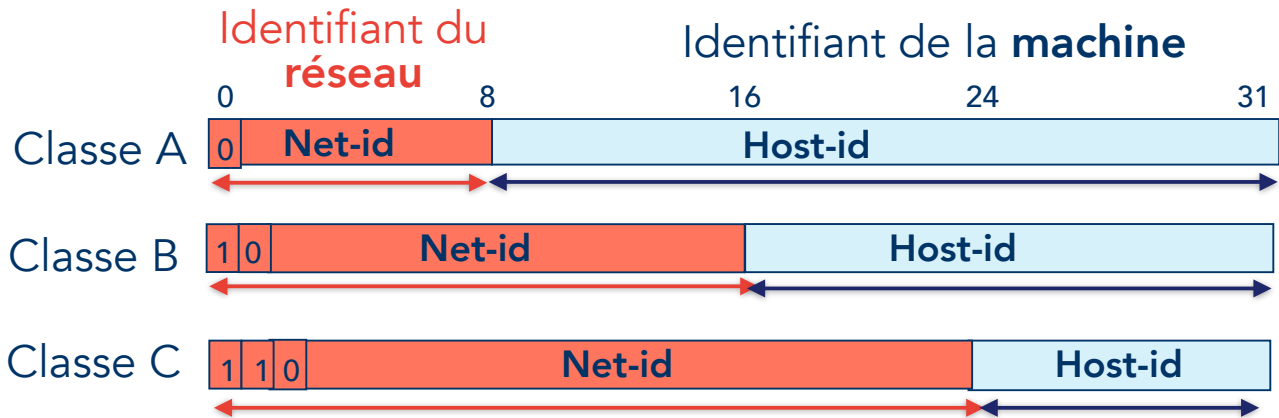 Identifiant du
réseau
Identifiant de la machine
0 8 16 24 31
Classe A 0 Net-id Host-id
Classe B 1 0 Net-id Host-id
Classe C 1 1 0 Net-id Host-id